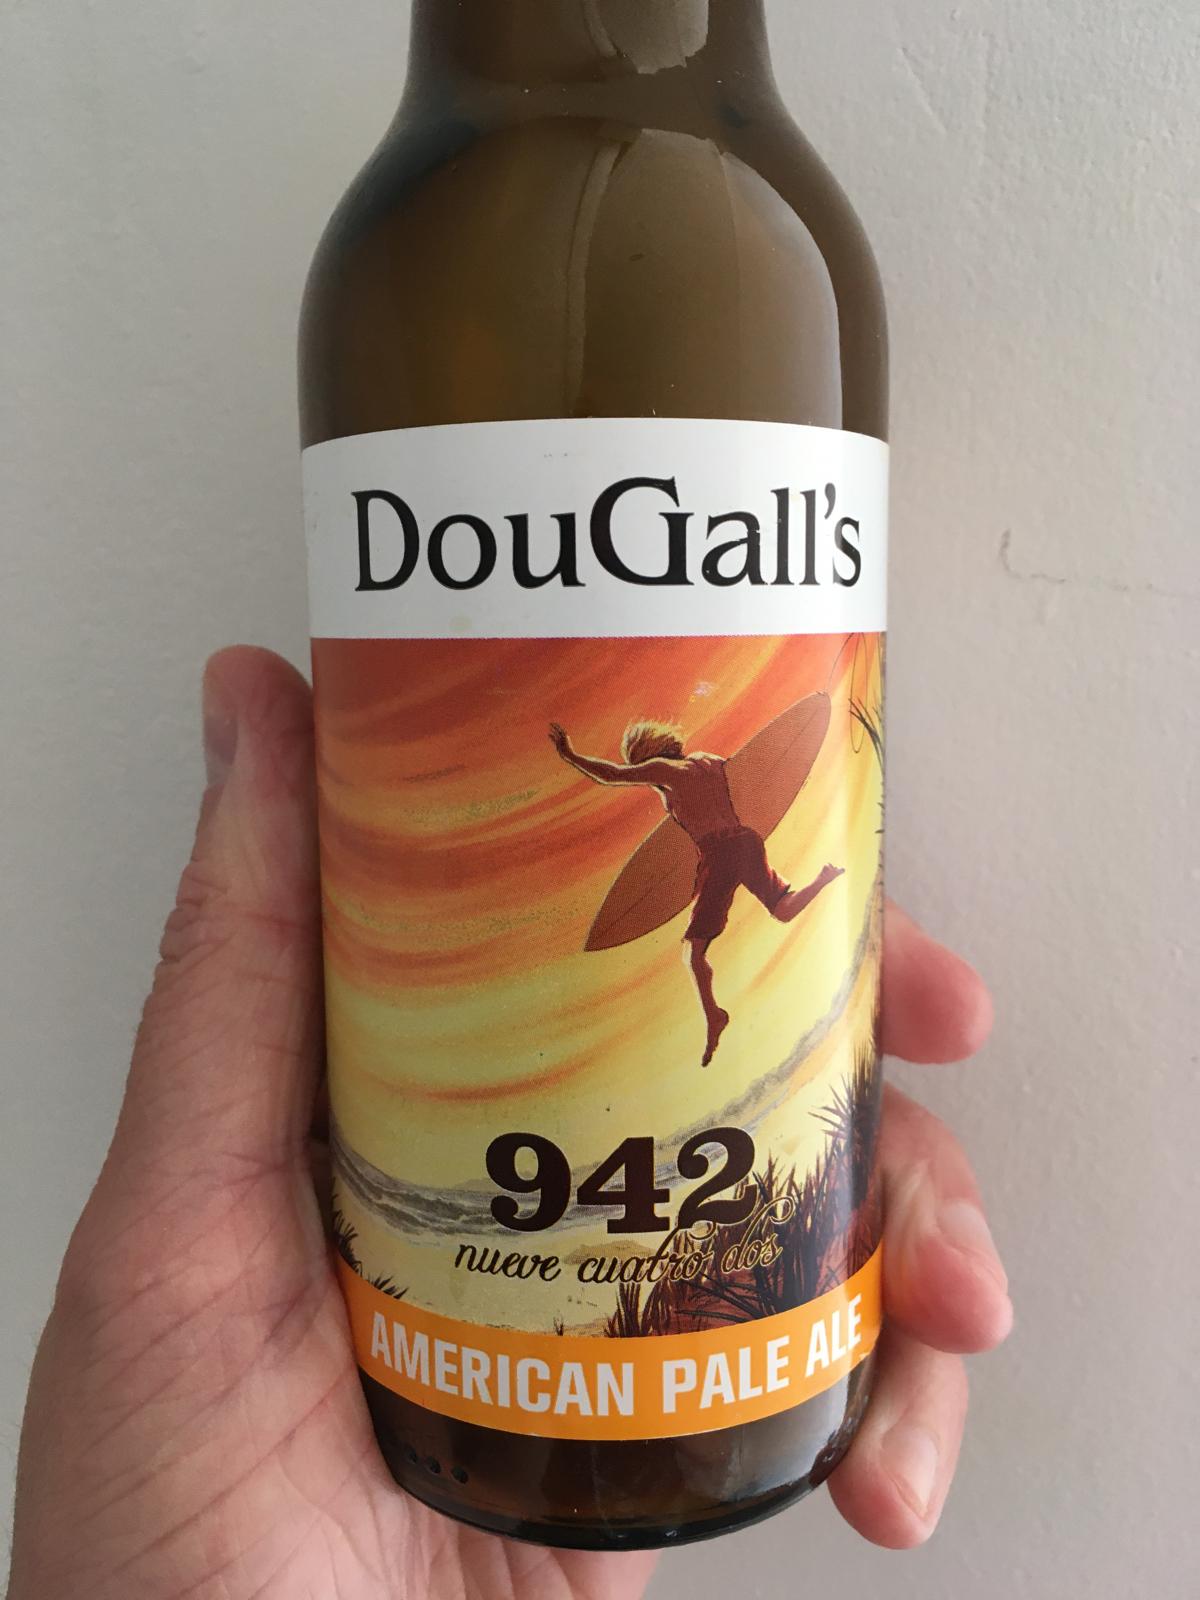 DouGall's
942
nueve cuatro dos
AMERICAN PALE ALE